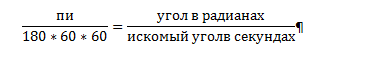 пи
180 * 60 * 60
=
угол в радианах
искомый уголв секундах¶